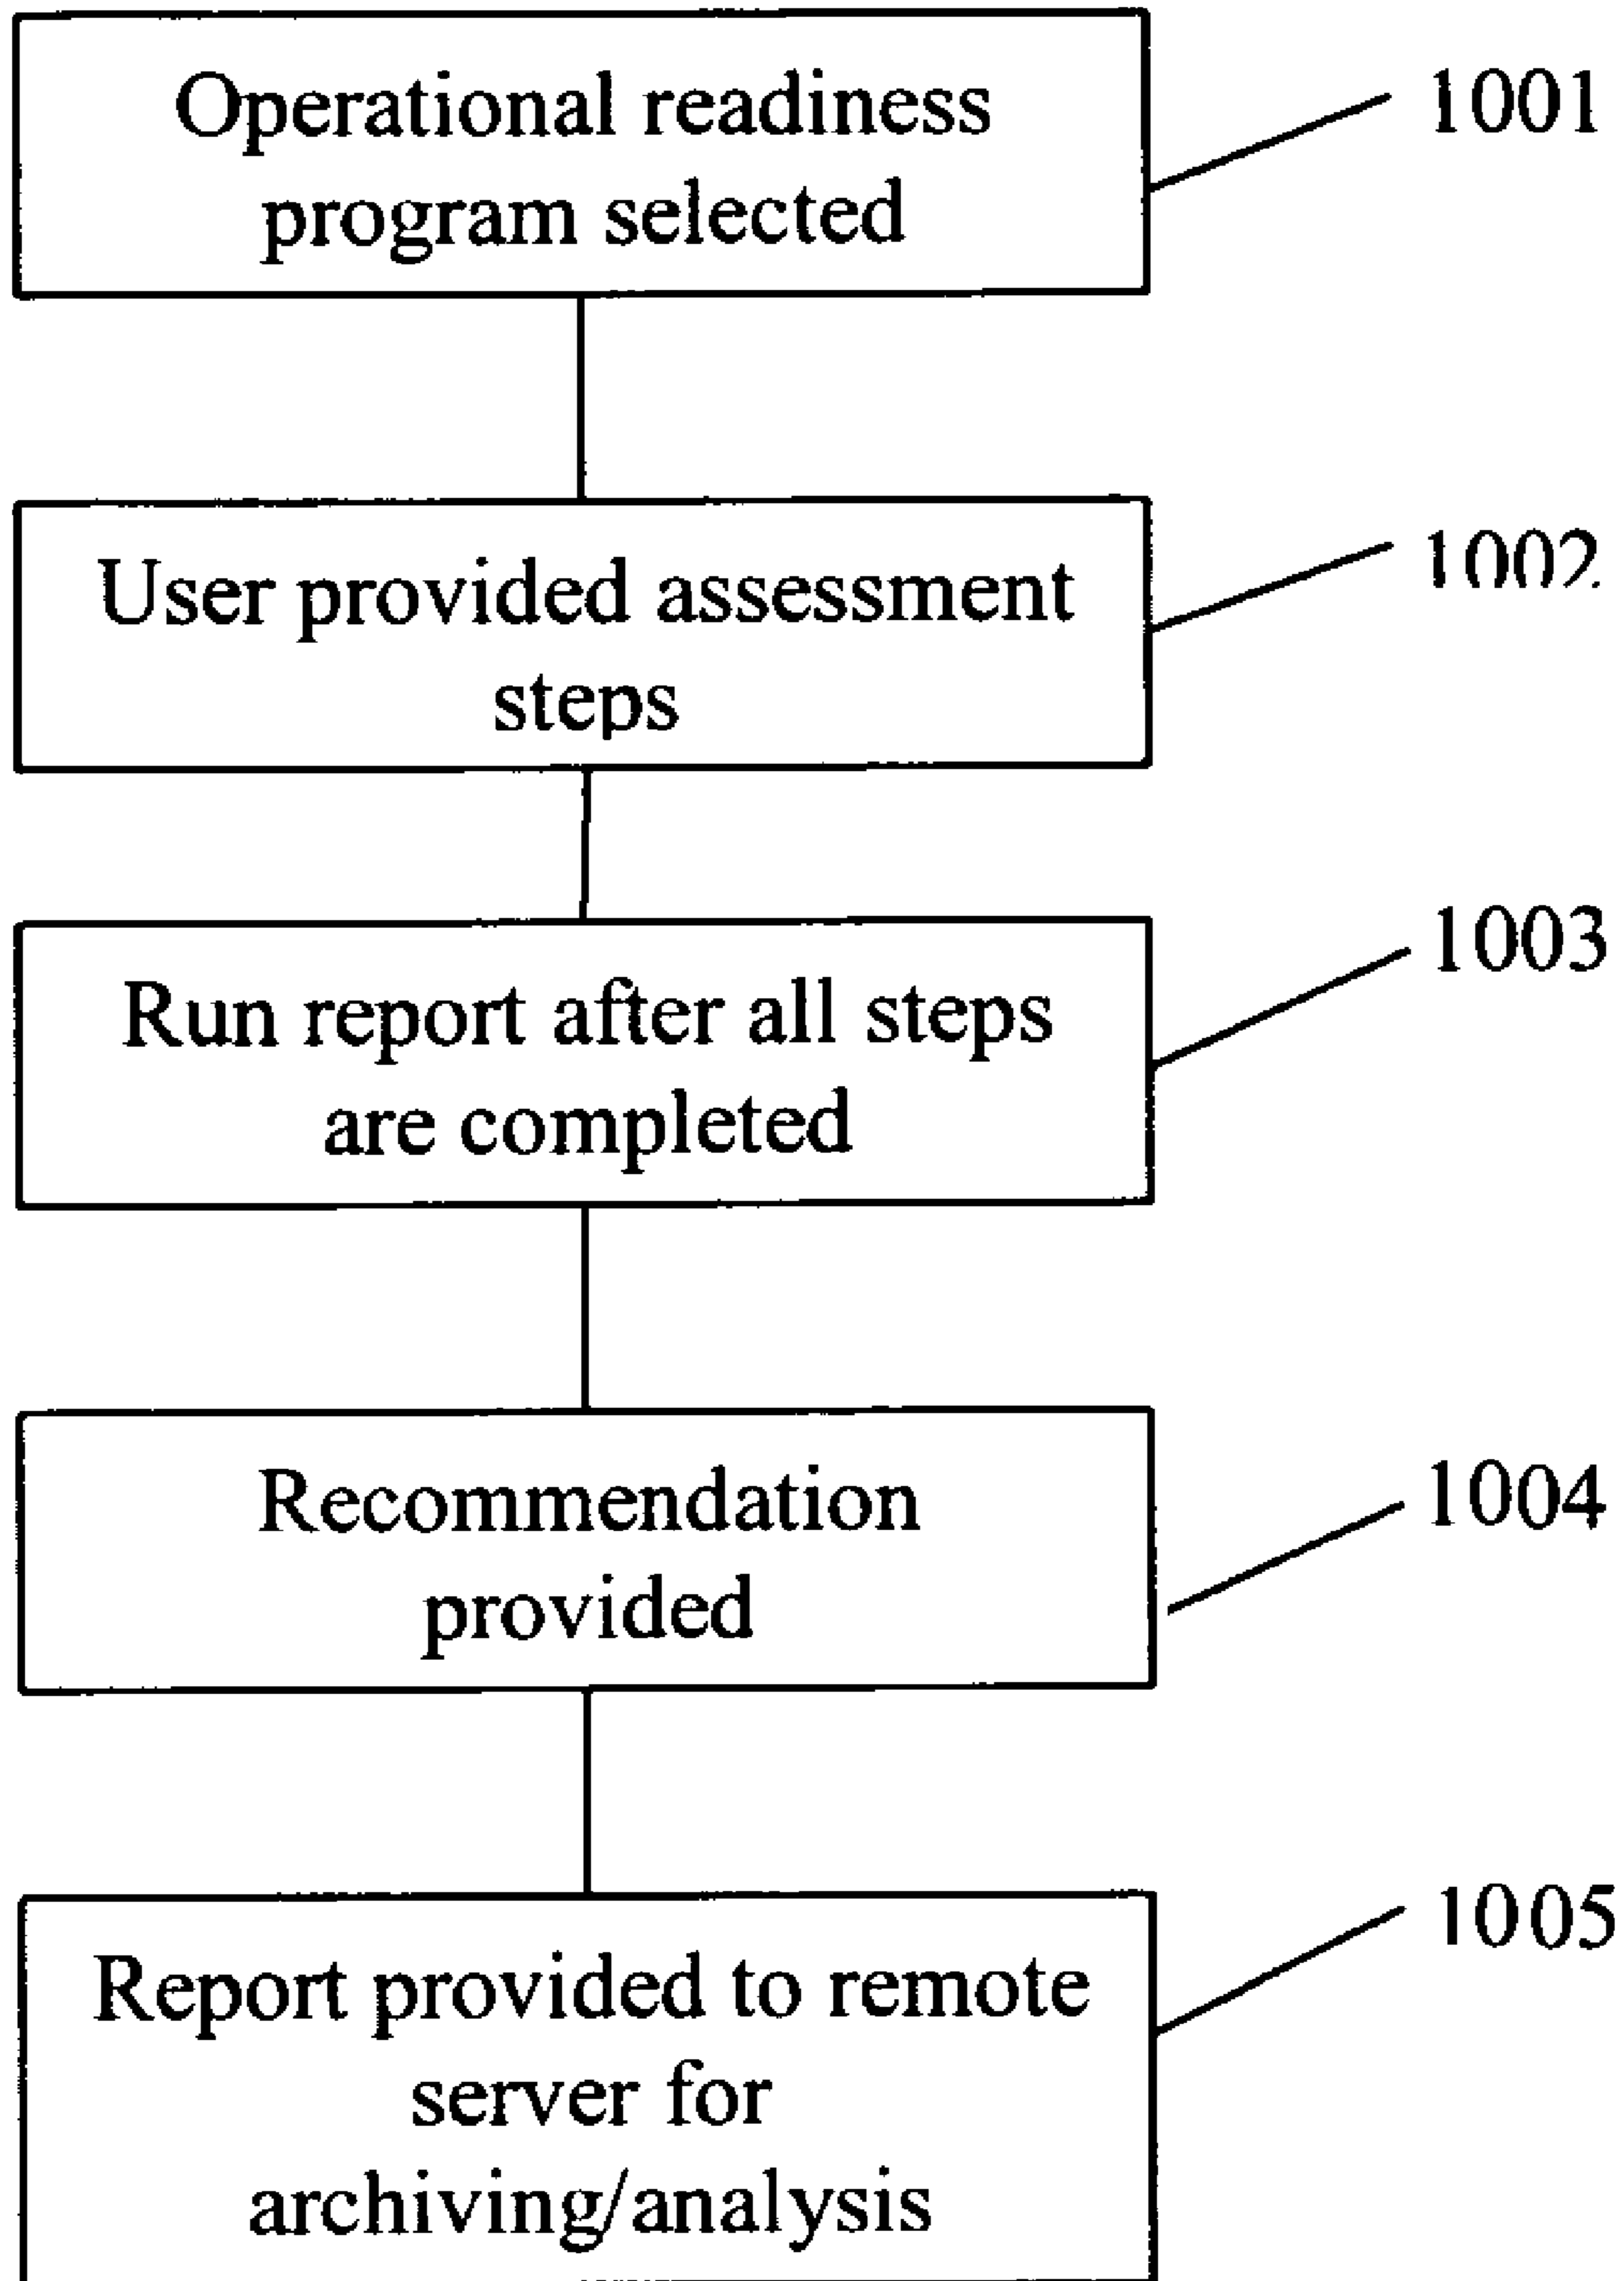 Operational readiness
program selected
1001
User provided assessment
steps
1002
Run report after all steps
are completed
1003
Recommendation
provided
1004
Report provided to remote
server for
archiving/analysis
1005